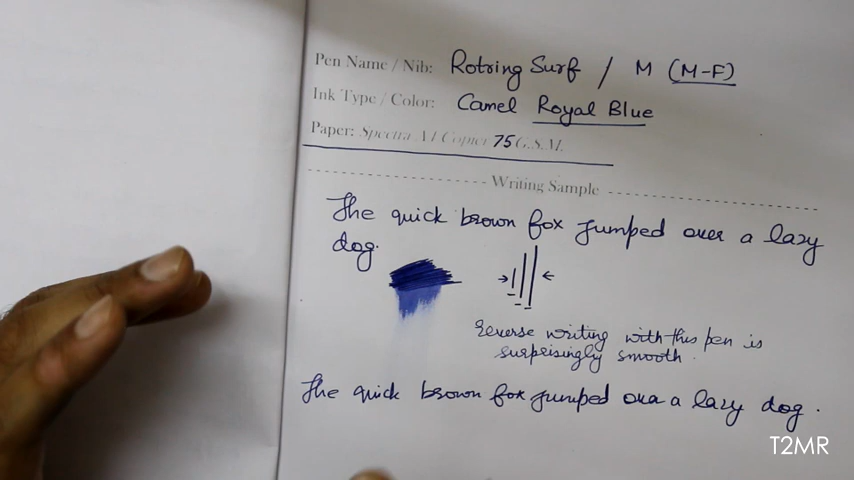 Pen Name / Nib: Rotring Surf / M (M-F)
Ink Type / Color: Camel Royal Blue
Paper: Spectra A4 Copier 75 G.S.M.
Writing Sample
The quick brown fox jumped over a lazy
dog.
Reverse writing with this pen is
surprisingly smooth.
The quick brown fox jumped over a lazy dog.
T2MR